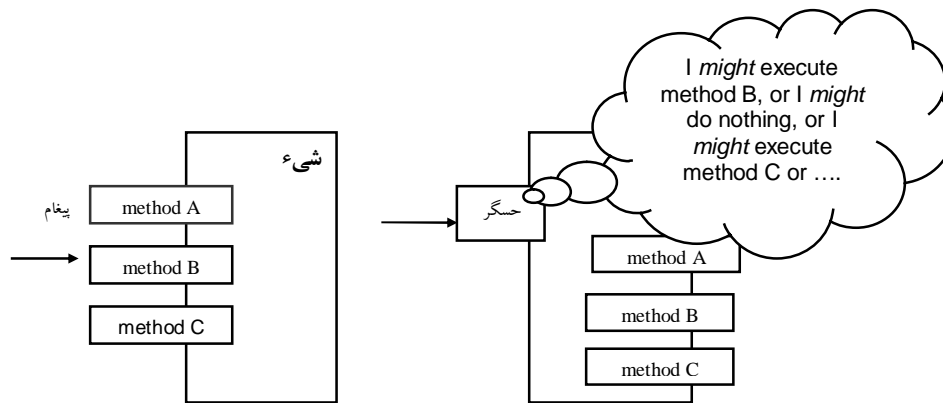 شیء
پیغام
method A
method B
method C
I might execute
method B, or I might
do nothing, or I
might execute
method C or ....
حسگر
method A
method B
method C